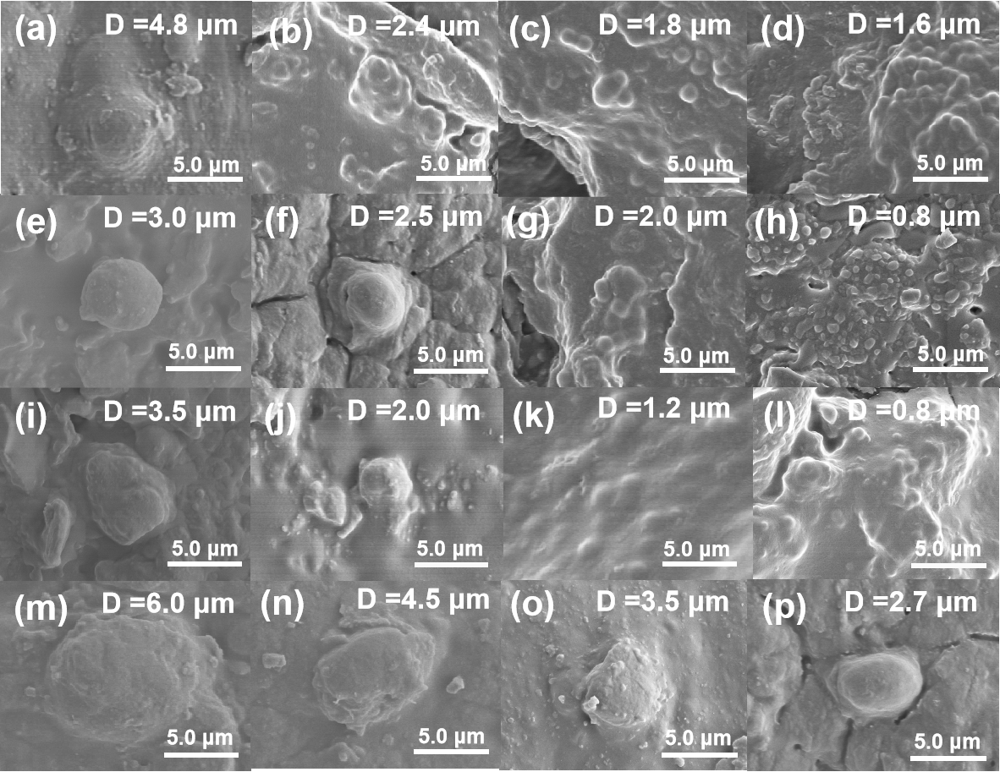 (a) D =4.8 µm
5.0 µm
(b) D =2.4 µm
5.0 µm
(c) D =1.8 µm
5.0 µm
(d) D =1.6 µm
5.0 µm
(e) D =3.0 µm
5.0 µm
(f) D =2.5 µm
5.0 µm
(g) D =2.0 µm
5.0 µm
(h) D =0.8 µm
5.0 µm
(i) D =3.5 µm
5.0 µm
(j) D =2.0 µm
5.0 µm
(k) D =1.2 µm
5.0 µm
(l) D =0.8 µm
5.0 µm
(m) D =6.0 µm
5.0 µm
(n) D =4.5 µm
5.0 µm
(o) D =3.5 µm
5.0 µm
(p) D =2.7 µm
5.0 µm